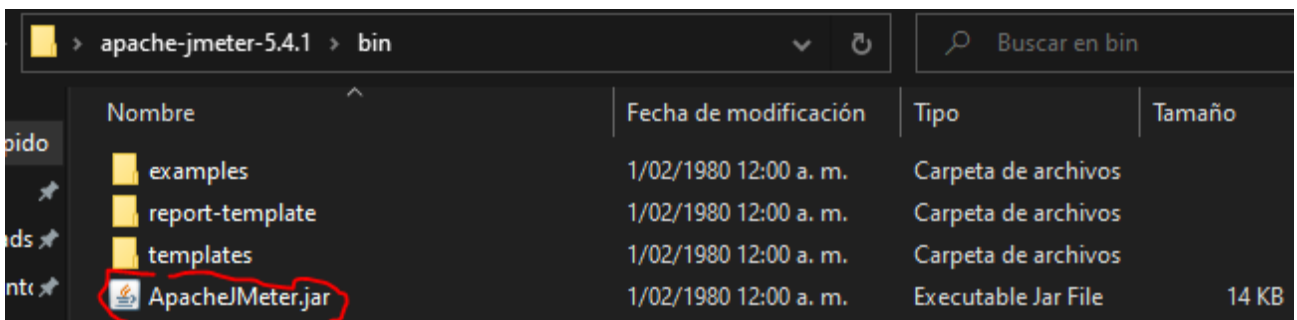 apache-jmeter-5.4.1 > bin Buscar en bin
Nombre Fecha de modificación Tipo Tamaño
pido
examples 1/02/1980 12:00 a. m. Carpeta de archivos
report-template 1/02/1980 12:00 a. m. Carpeta de archivos
ds templates 1/02/1980 12:00 a. m. Carpeta de archivos
nto ApacheJMeter.jar 1/02/1980 12:00 a. m. Executable Jar File 14 KB